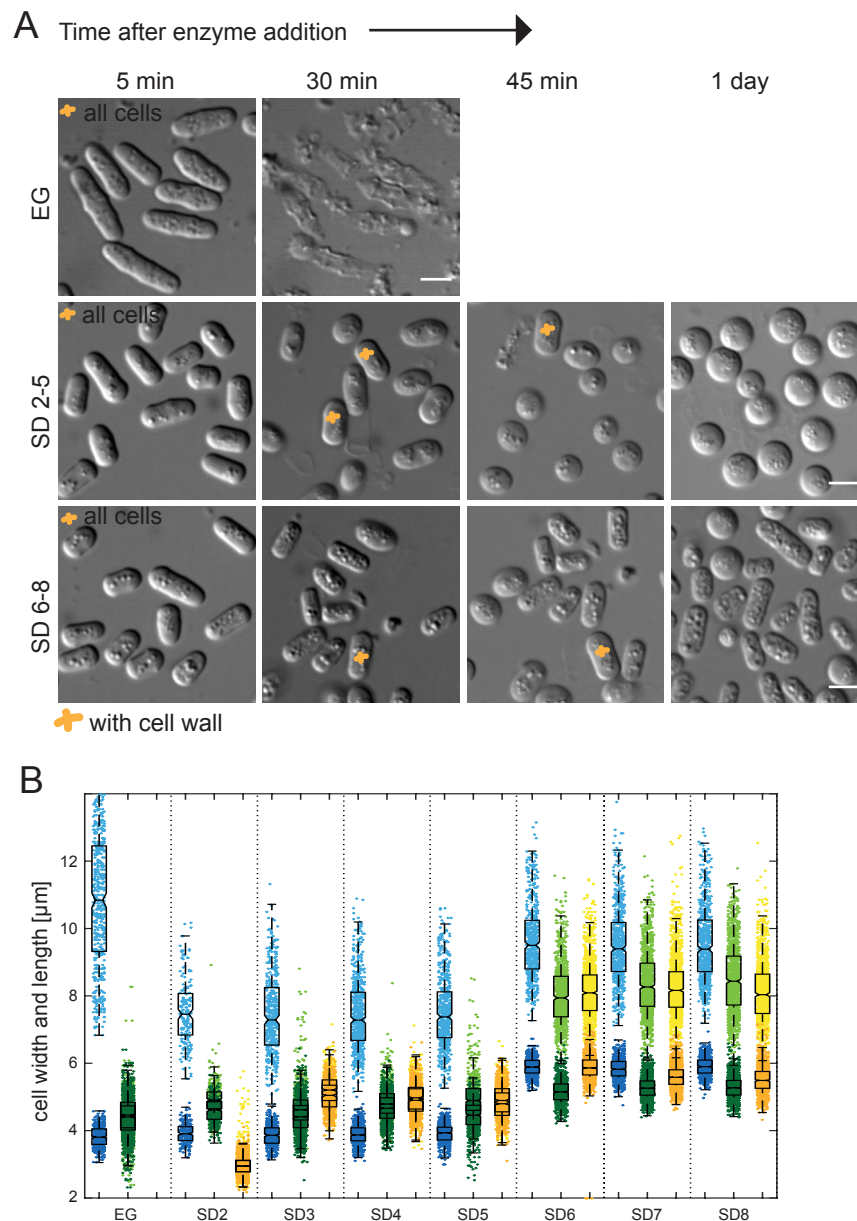 A
Time after enzyme addition
5 min 30 min 45 min 1 day
EG
all cells
SD 2-5
all cells
SD 6-8
all cells
with cell wall
B
cell width and length [µm]
12
10
8
6
4
2
EG SD2 SD3 SD4 SD5 SD6 SD7 SD8